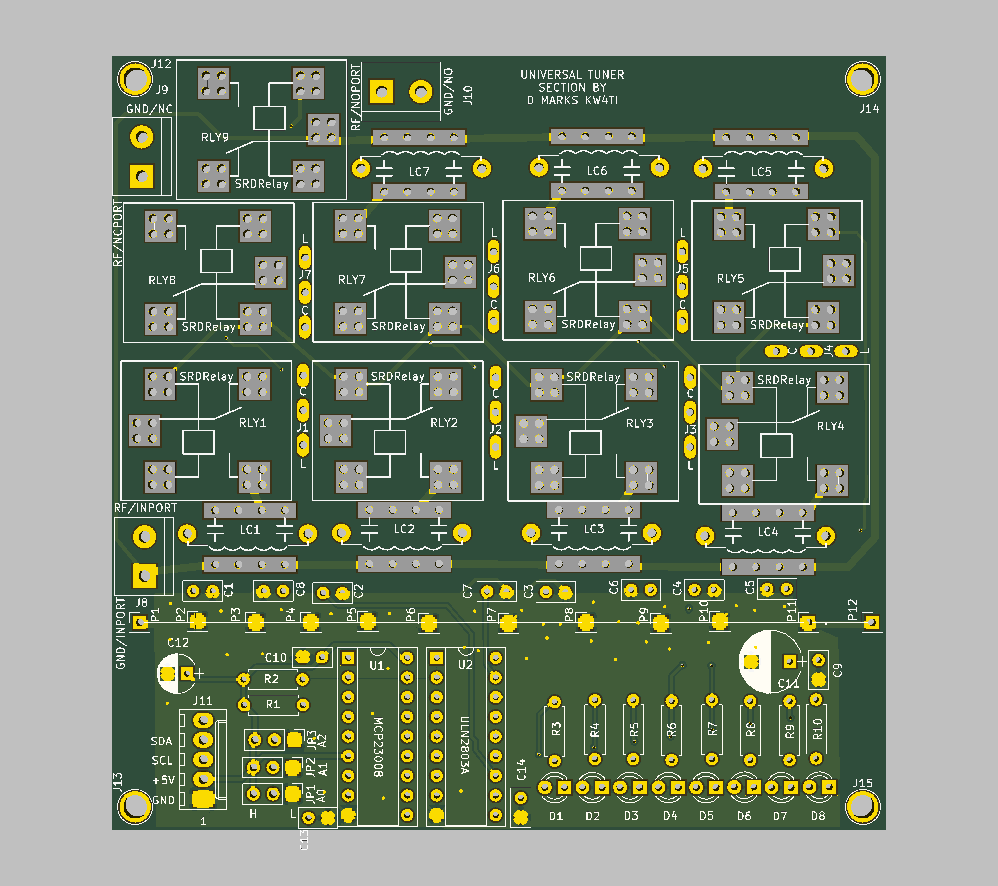 J12
J9
GND/NC
RLY9
SRDRelay
RF/NOPORT
GND/NO
J10
UNIVERSAL TUNER
SECTION BY
D MARKS KW4TI
J14
LC7
LC6
LC5
RF/NCPORT
RLY8
SRDRelay
L
J7
C
RLY7
SRDRelay
L
J6
C
RLY6
SRDRelay
L
J5
C
RLY5
SRDRelay
C
J4
L
SRDRelay
RLY1
C
J1
L
SRDRelay
RLY2
C
J2
L
SRDRelay
RLY3
C
J3
L
SRDRelay
RLY4
RF/INPORT
LC1
LC2
LC3
LC4
J8
C1
C8
C2
C7
C3
C6
C4
C5
GND/INPORT
P1
P2
P3
P4
P5
P6
P7
P8
P9
P10
P11
P12
C12
C10
R2
R1
U1
MCP23008
U2
ULN2803A
C11
C9
J11
SDA
SCL
+5V
GND
1
JP3
A2
JP2
A1
JP1
A0
H
L
C13
C14
R3
R4
R5
R6
R7
R8
R9
R10
D1
D2
D3
D4
D5
D6
D7
D8
J13
J15